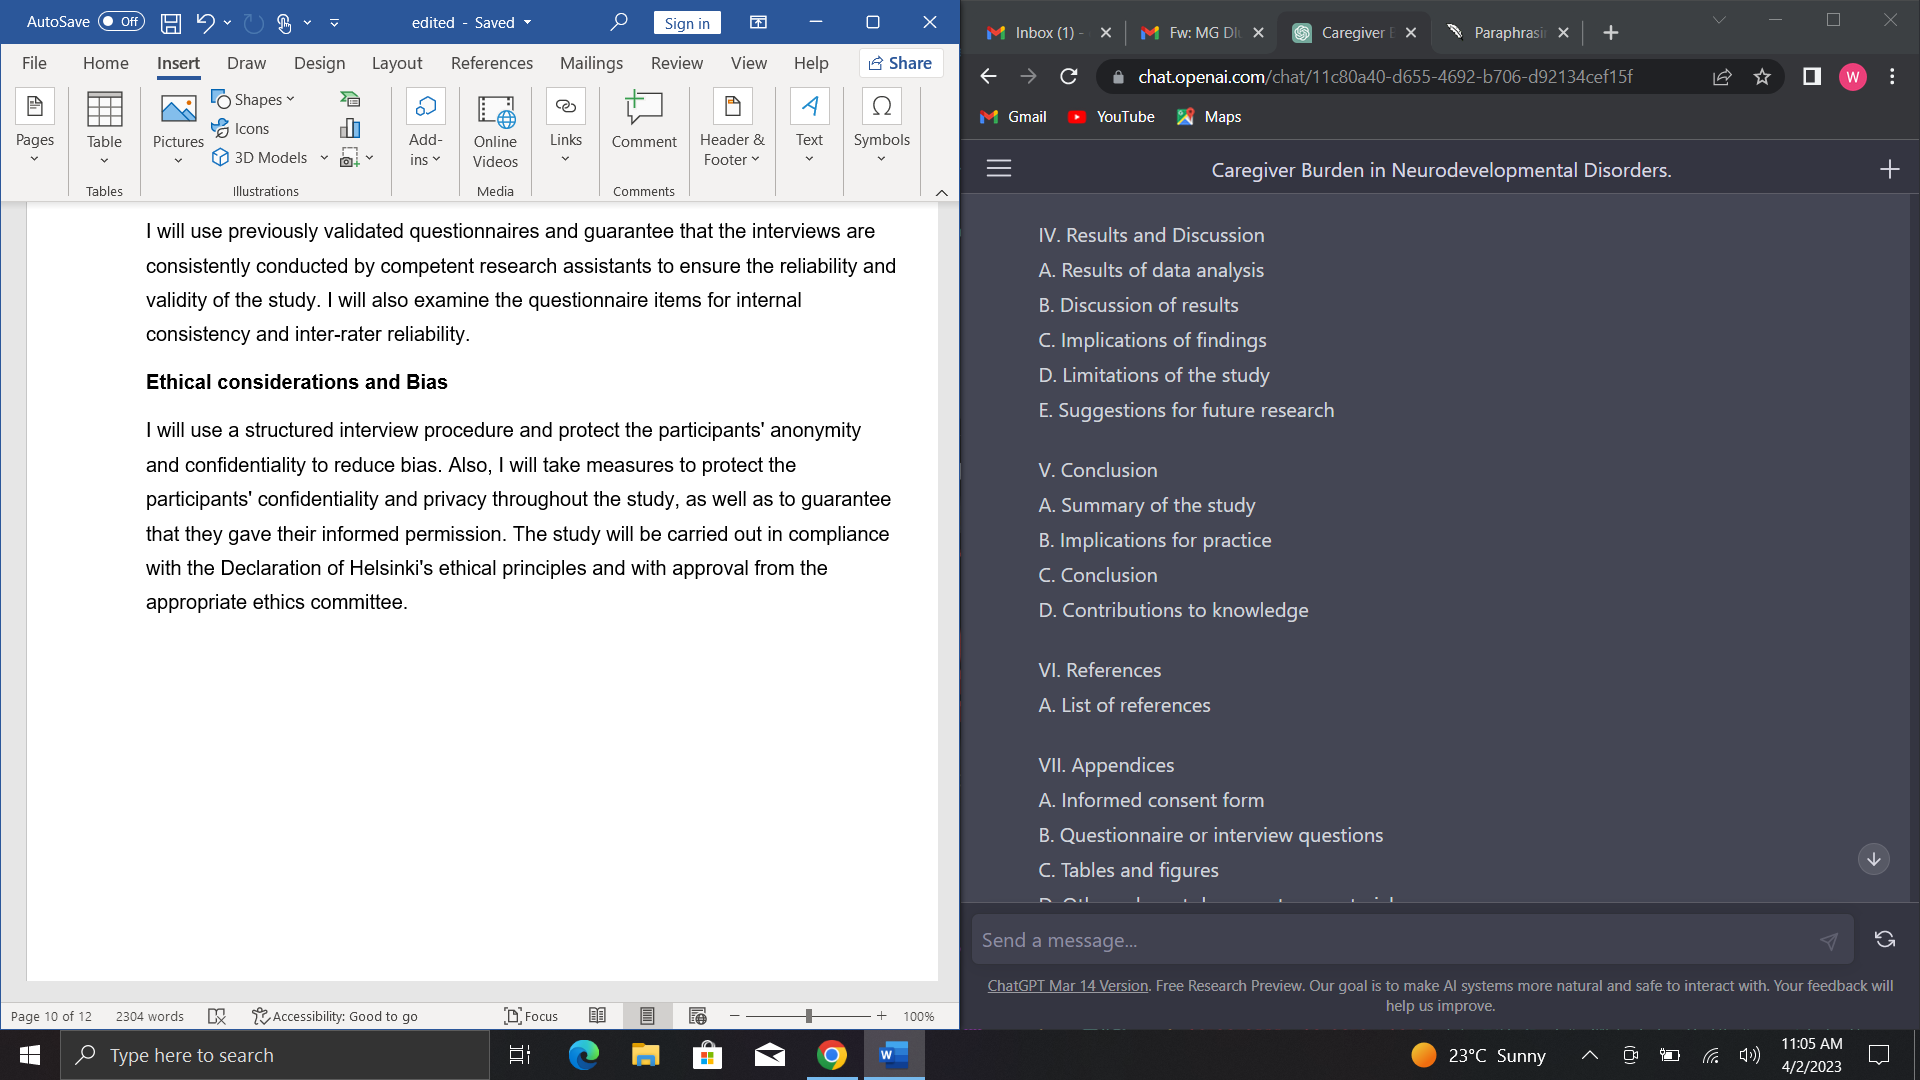 AutoSave Off edited - Saved Sign in
File Home Insert Draw Design Layout References Mailings Review View Help Share
Pages
Table
Tables
Pictures
Shapes
Icons
3D Models
Illustrations
Add-
ins
Online
Videos
Media
Links
Comment
Comments
Header &
Footer
Text
Symbols
I will use previously validated questionnaires and guarantee that the interviews are
consistently conducted by competent research assistants to ensure the reliability and
validity of the study. I will also examine the questionnaire items for internal
consistency and inter-rater reliability.
Ethical considerations and Bias
I will use a structured interview procedure and protect the participants' anonymity
and confidentiality to reduce bias. Also, I will take measures to protect the
participants' confidentiality and privacy throughout the study, as well as to guarantee
that they gave their informed permission. The study will be carried out in compliance
with the Declaration of Helsinki's ethical principles and with approval from the
appropriate ethics committee.
Page 10 of 12 2304 words Accessibility: Good to go Focus 100%
Inbox (1) - Fw: MG Caregiver Paraphrasin
chat.openai.com/chat/11c80a40-d655-4692-b706-d92134cef15f W
Gmail YouTube Maps
Caregiver Burden in Neurodevelopmental Disorders.
IV. Results and Discussion
A. Results of data analysis
B. Discussion of results
C. Implications of findings
D. Limitations of the study
E. Suggestions for future research
V. Conclusion
A. Summary of the study
B. Implications for practice
C. Conclusion
D. Contributions to knowledge
VI. References
A. List of references
VII. Appendices
A. Informed consent form
B. Questionnaire or interview questions
C. Tables and figures
Send a message...
ChatGPT Mar 14 Version. Free Research Preview. Our goal is to make AI systems more natural and safe to interact with. Your feedback will
help us improve.
Type here to search
23°C Sunny
11:05 AM
4/2/2023